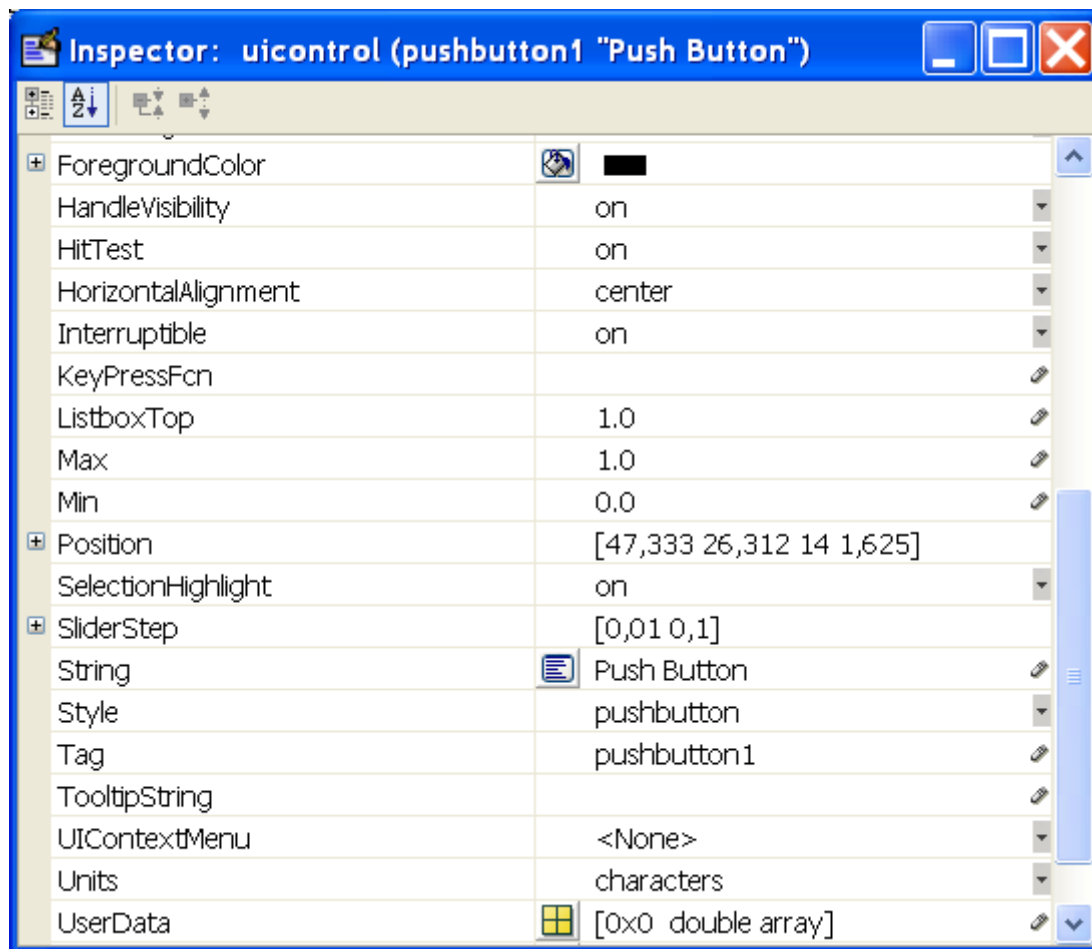 Inspector: uicontrol (pushbutton1 "Push Button")
ForegroundColor
HandleVisibility on
HitTest on
HorizontalAlignment center
Interruptible on
KeyPressFcn
ListboxTop 1.0
Max 1.0
Min 0.0
Position [47,333 26,312 14 1,625]
SelectionHighlight on
SliderStep [0,01 0,1]
String Push Button
Style pushbutton
Tag pushbutton1
TooltipString
UIContextMenu <None>
Units characters
UserData [0x0 double array]